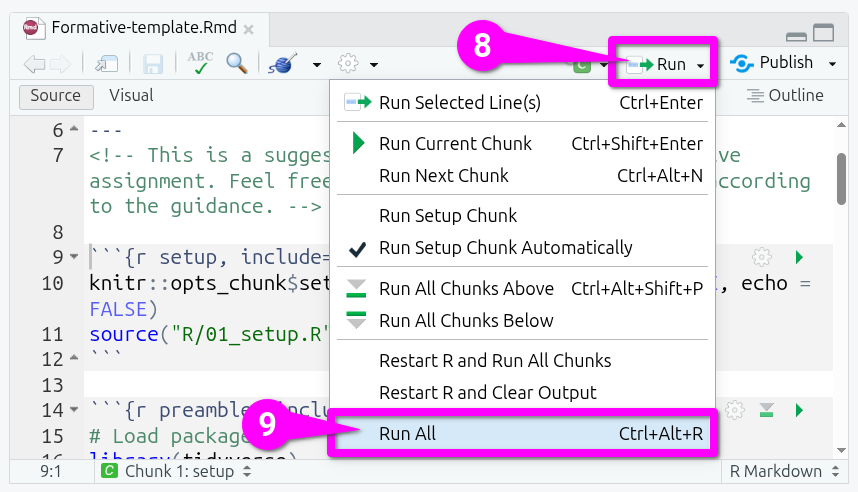 Rmd Formative-template.Rmd
ABC
8
C
Run
Publish
Source
Visual
Outline
Run Selected Line(s) Ctrl+Enter
Run Current Chunk Ctrl+Shift+Enter
Run Next Chunk Ctrl+Alt+N
Run Setup Chunk
Run Setup Chunk Automatically
Run All Chunks Above Ctrl+Alt+Shift+P
Run All Chunks Below
Restart R and Run All Chunks
Restart R and Clear Output
9
Run All Ctrl+Alt+R
6 ---
7 <!-- This is a sugges ve
assignment. Feel free ccording
to the guidance. -->
8
9 ```{r setup, include=
10 knitr::opts_chunk$set , echo =
FALSE)
11 source("R/01_setup.R"
12 ```
13
14 ```{r preamble, inclu
15 # Load package
16 library(tidyverse)
9:1 C Chunk 1: setup R Markdown